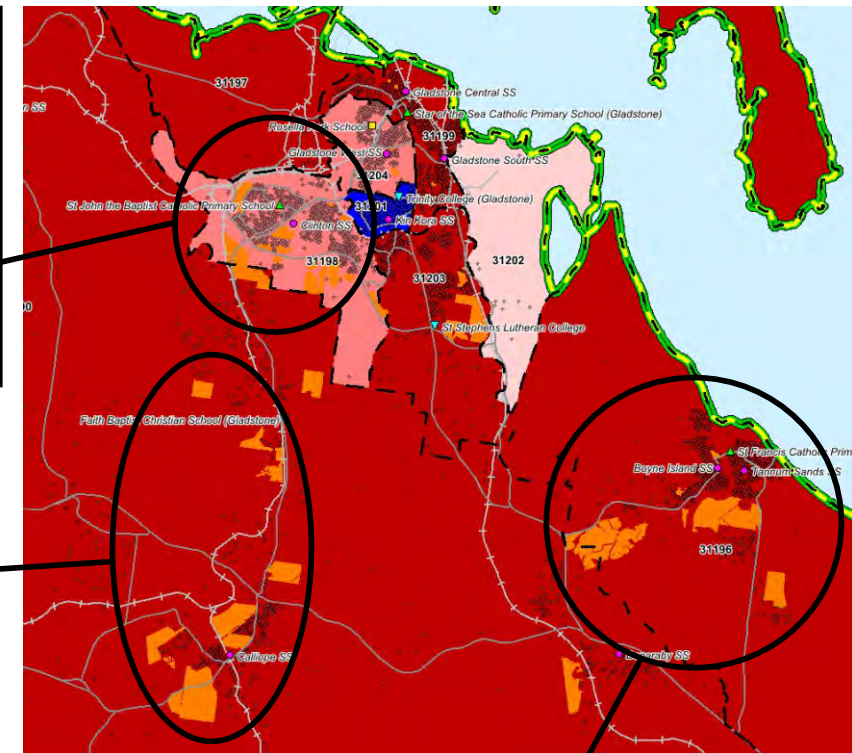 31197
n SS
Gladstone Central SS
Star of the Sea Catholic Primary School (Gladstone)
31199
Gladstone West SS
Gladstone South SS
31204
St John the Baptist Catholic Primary School
31201
Trinity College (Gladstone)
Kin Kora SS
Clinton SS
31198
31202
31203
St Stephens Lutheran College
Faith Baptist Christian School (Gladstone)
St Francis Catholic Prim
Boyne Island SS
Tannum Sands SS
31196
Calliope SS